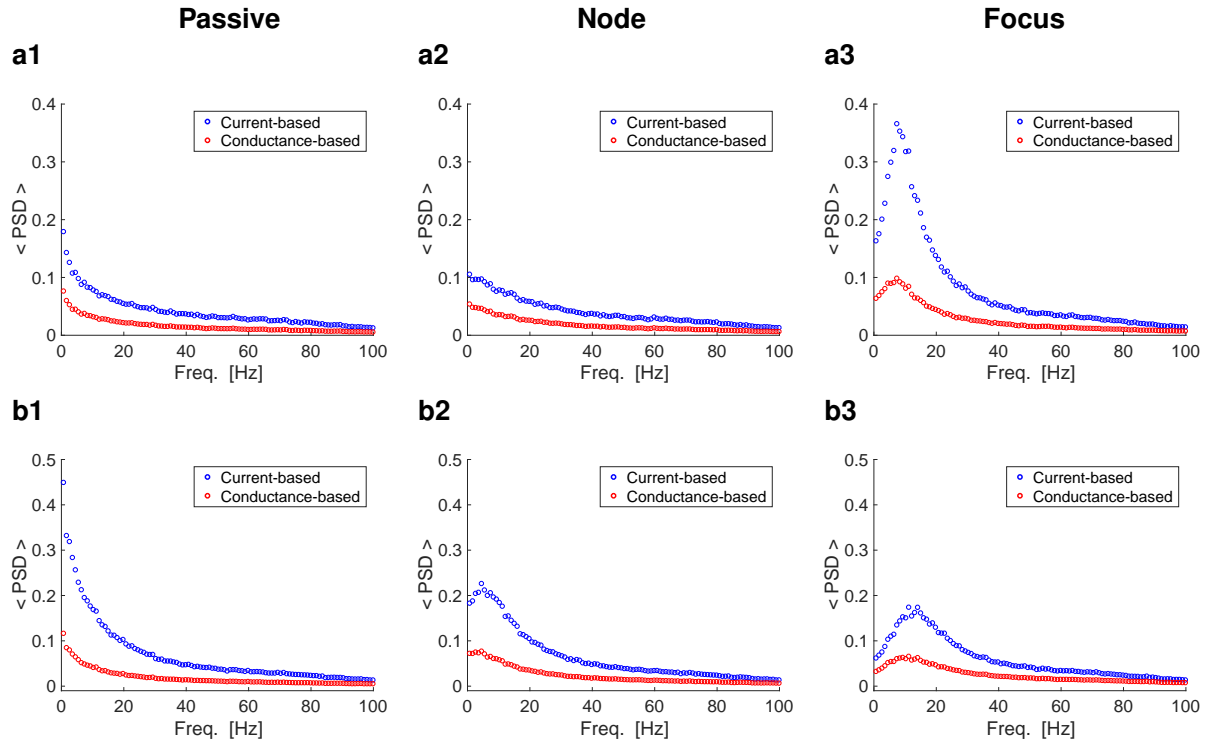 Passive Node Focus
a1 a2 a3
0.4 0.4 0.4
Current-based Current-based Current-based
Conductance-based Conductance-based Conductance-based
0.3 0.3 0.3
< PSD > < PSD > < PSD >
0.2 0.2 0.2
0.1 0.1 0.1
0 0 0
0 20 40 60 80 100 0 20 40 60 80 100 0 20 40 60 80 100
Freq. [Hz] Freq. [Hz] Freq. [Hz]
b1 b2 b3
0.5 0.5 0.5
Current-based Current-based Current-based
Conductance-based Conductance-based Conductance-based
0.4 0.4 0.4
0.3 0.3 0.3
< PSD > < PSD > < PSD >
0.2 0.2 0.2
0.1 0.1 0.1
0 0 0
0 20 40 60 80 100 0 20 40 60 80 100 0 20 40 60 80 100
Freq. [Hz] Freq. [Hz] Freq. [Hz]